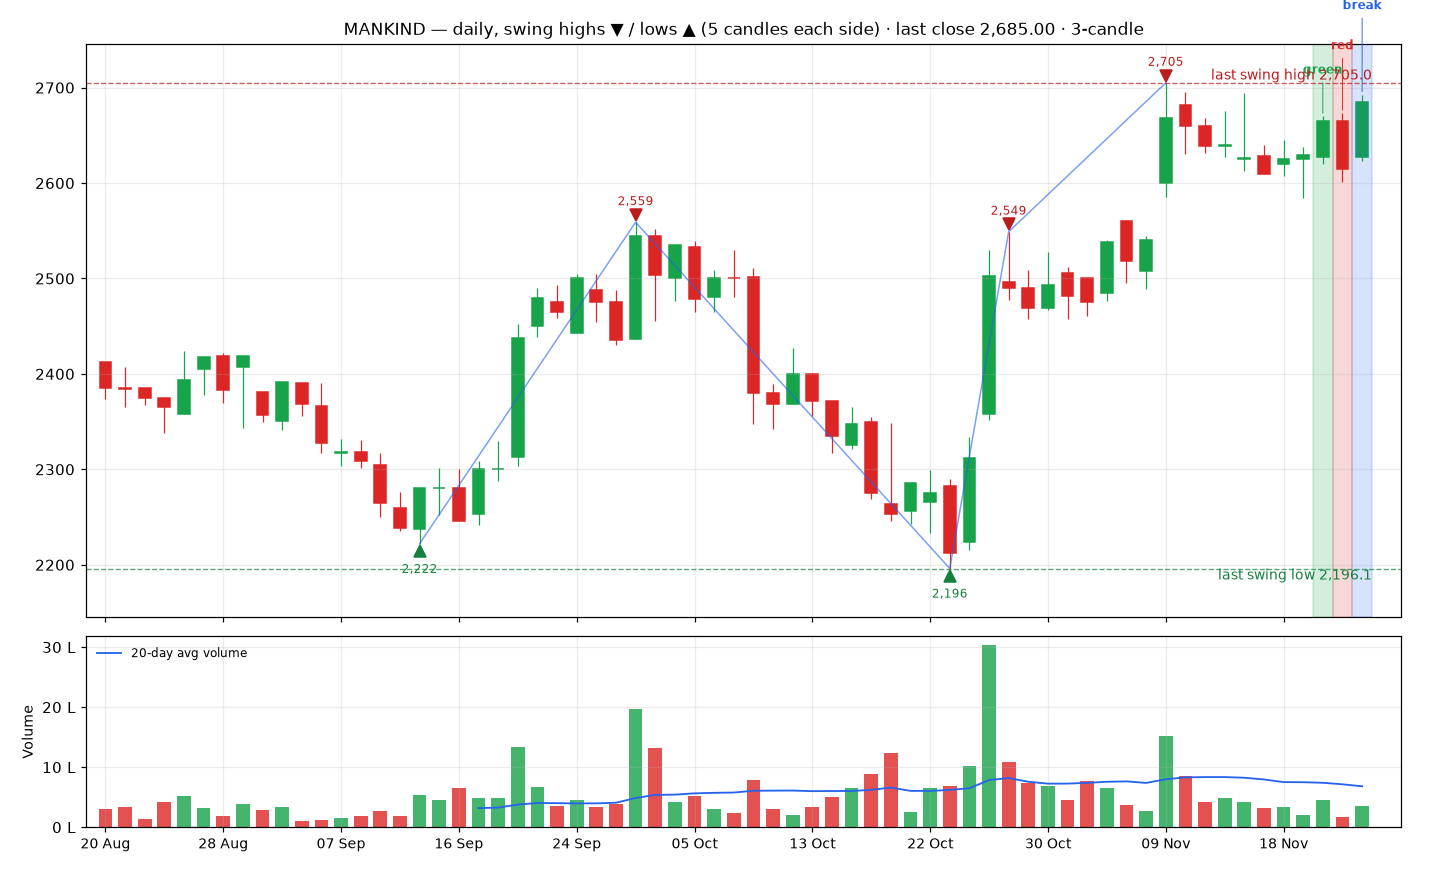 break
MANKIND — daily, swing highs ▼ / lows ▲ (5 candles each side) · last close 2,685.00 · 3-candle
red
green
last swing high 2,705.0
2,705
2,559
2,549
2,222
2,196
last swing low 2,196.1
2700
2600
2500
2400
2300
2200
20-day avg volume
Volume
30 L
20 L
10 L
0 L
20 Aug
28 Aug
07 Sep
16 Sep
24 Sep
05 Oct
13 Oct
22 Oct
30 Oct
09 Nov
18 Nov